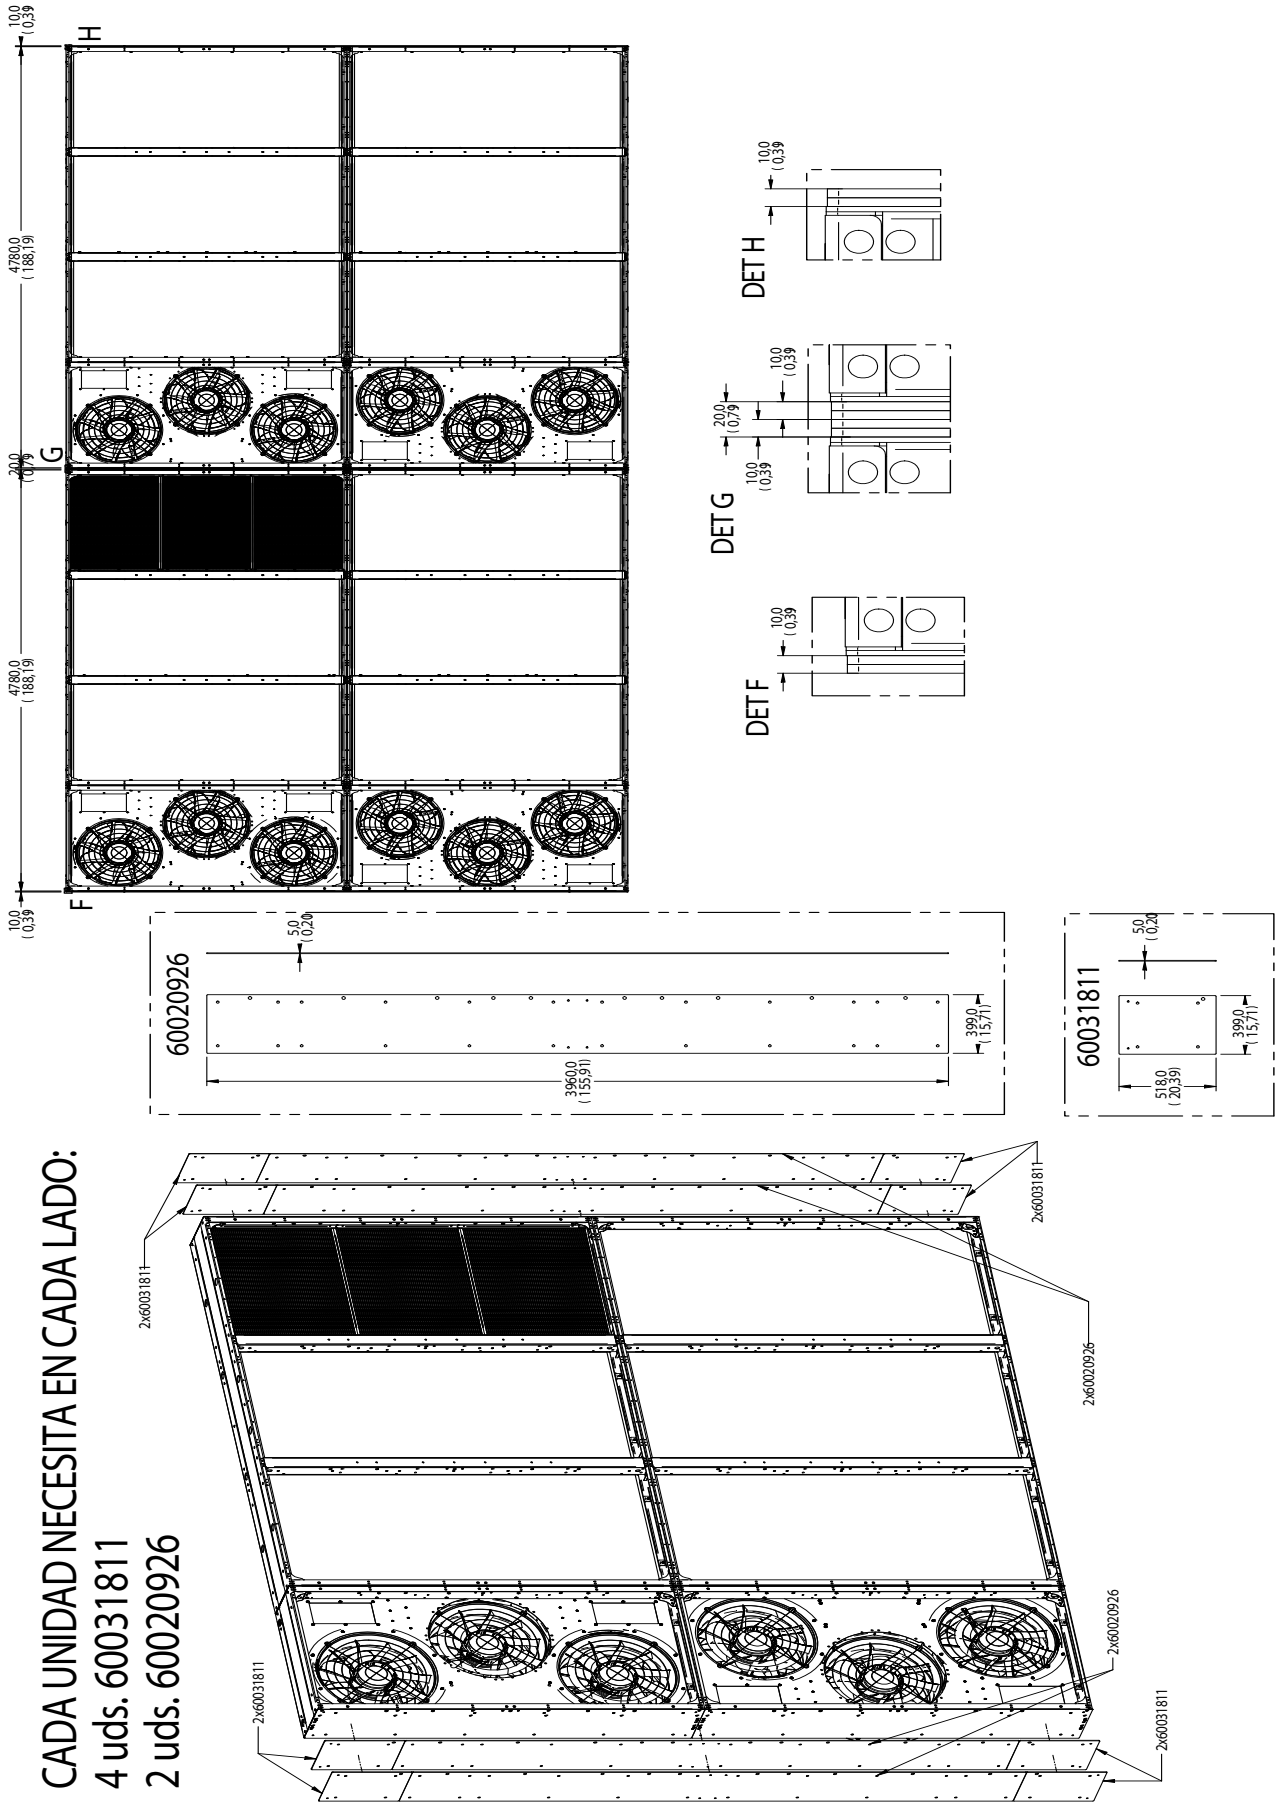 CADA UNIDAD NECESITA EN CADA LADO:
4 uds. 60031811
2 uds. 60020926
2x60031811
2x60031811
2x60020926
2x60031811
2x60031811
2x60020926
60020926
3960,0
( 155,91)
399,0
( 15,71)
5,0
( 0,20
60031811
518,0
( 20,39)
399,0
( 15,71)
5,0
( 0,20
10,0
( 0,39
F
4780,0
( 188,19)
20,0
( 0,79
G
4780,0
( 188,19)
10,0
( 0,39
H
DET F
10,0
( 0,39
DET G
10,0
( 0,39
20,0
( 0,79
10,0
( 0,39
DET H
10,0
( 0,39